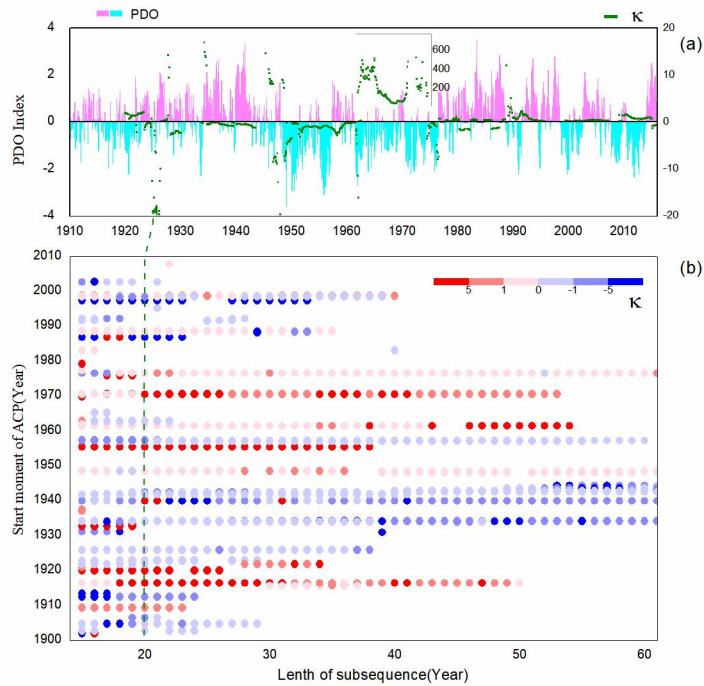 PDO
κ
(a)
PDO Index
4
2
0
-2
-4
20
10
0
-10
-20
600
400
200
1910 1920 1930 1940 1950 1960 1970 1980 1990 2000 2010
(b)
5 1 0 -1 -5
κ
Start moment of ACP(Year)
2010
2000
1990
1980
1970
1960
1950
1940
1930
1920
1910
1900
20 30 40 50 60
Lenth of subsequence(Year)